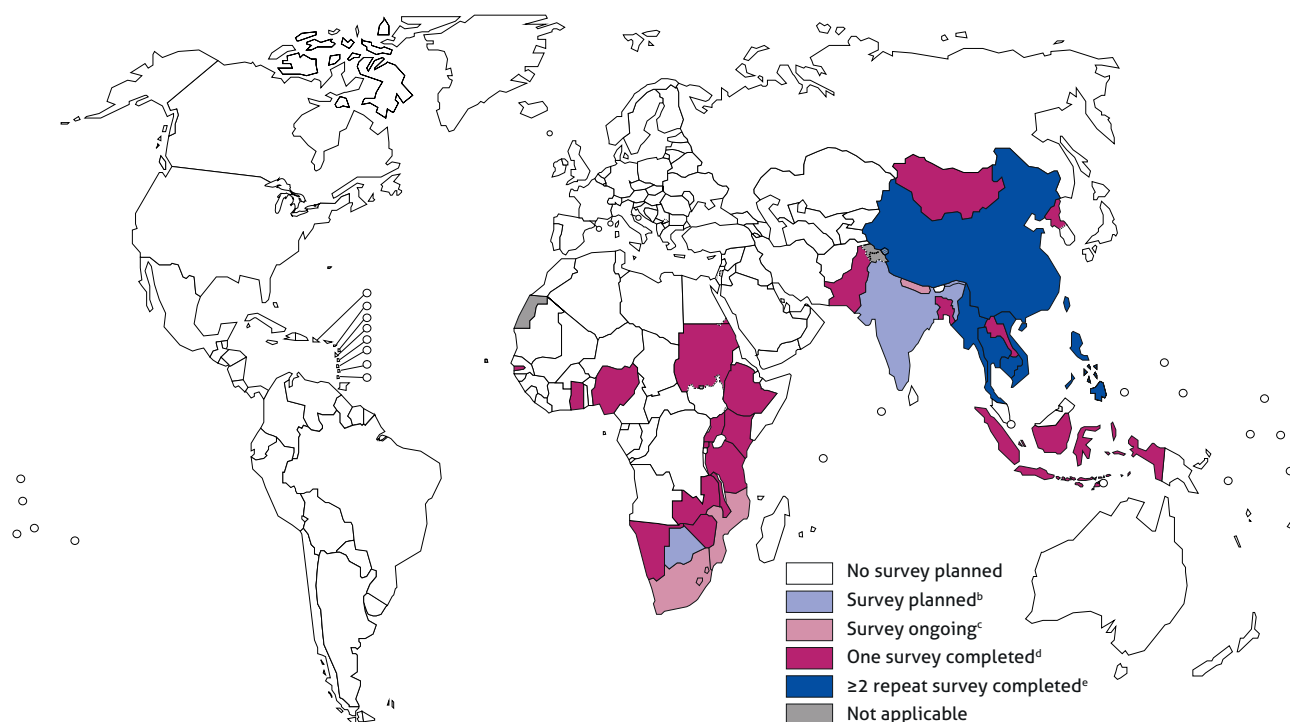 No survey planned
Survey plannedᵇ
Survey ongoingᶜ
One survey completedᵈ
≥2 repeat survey completedᵉ
Not applicable